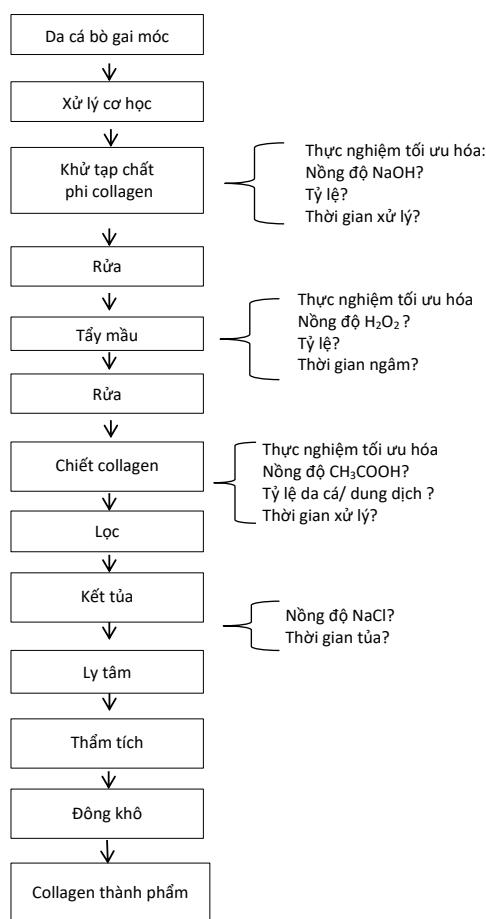 Da cá bò gai móc
Xử lý cơ học
Khử tạp chất
phi collagen
Thực nghiệm tối ưu hóa:
Nồng độ NaOH?
Tỷ lệ?
Thời gian xử lý?
Rửa
Tẩy mầu
Thực nghiệm tối ưu hóa
Nồng độ H₂O₂ ?
Tỷ lệ?
Thời gian ngâm?
Rửa
Chiết collagen
Thực nghiệm tối ưu hóa
Nồng độ CH₃COOH?
Tỷ lệ da cá/ dung dịch ?
Thời gian xử lý?
Lọc
Kết tủa
Nồng độ NaCl?
Thời gian tủa?
Ly tâm
Thẩm tích
Đông khô
Collagen thành phẩm